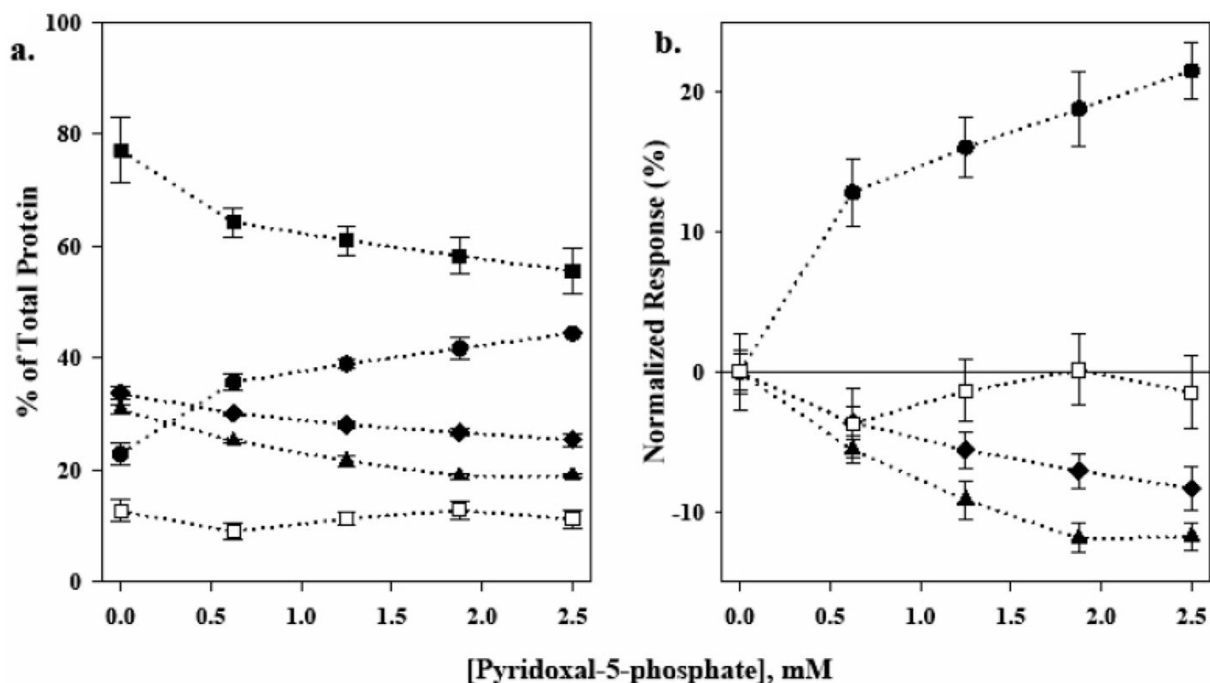 a.
% of Total Protein
100
80
60
40
20
0
0.0 0.5 1.0 1.5 2.0 2.5
b.
Normalized Response (%)
20
10
0
-10
0.0 0.5 1.0 1.5 2.0 2.5
[Pyridoxal-5-phosphate], mM